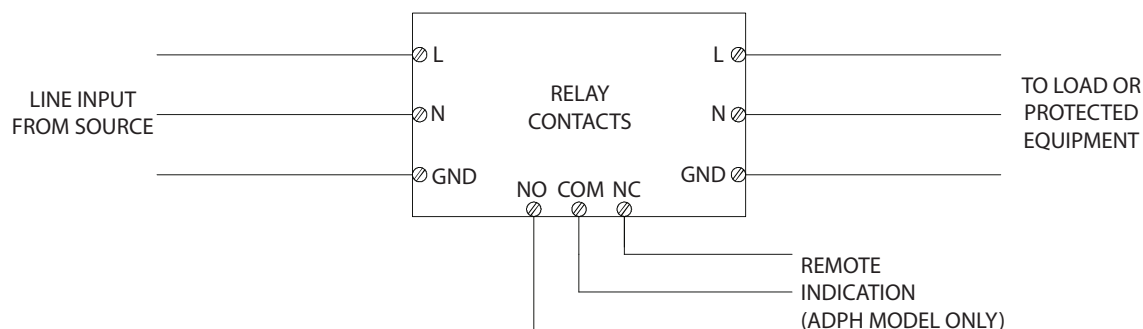 LINE INPUT
FROM SOURCE
L
N
GND
RELAY
CONTACTS
NO COM NC
L
N
GND
TO LOAD OR
PROTECTED
EQUIPMENT
REMOTE
INDICATION
(ADPH MODEL ONLY)